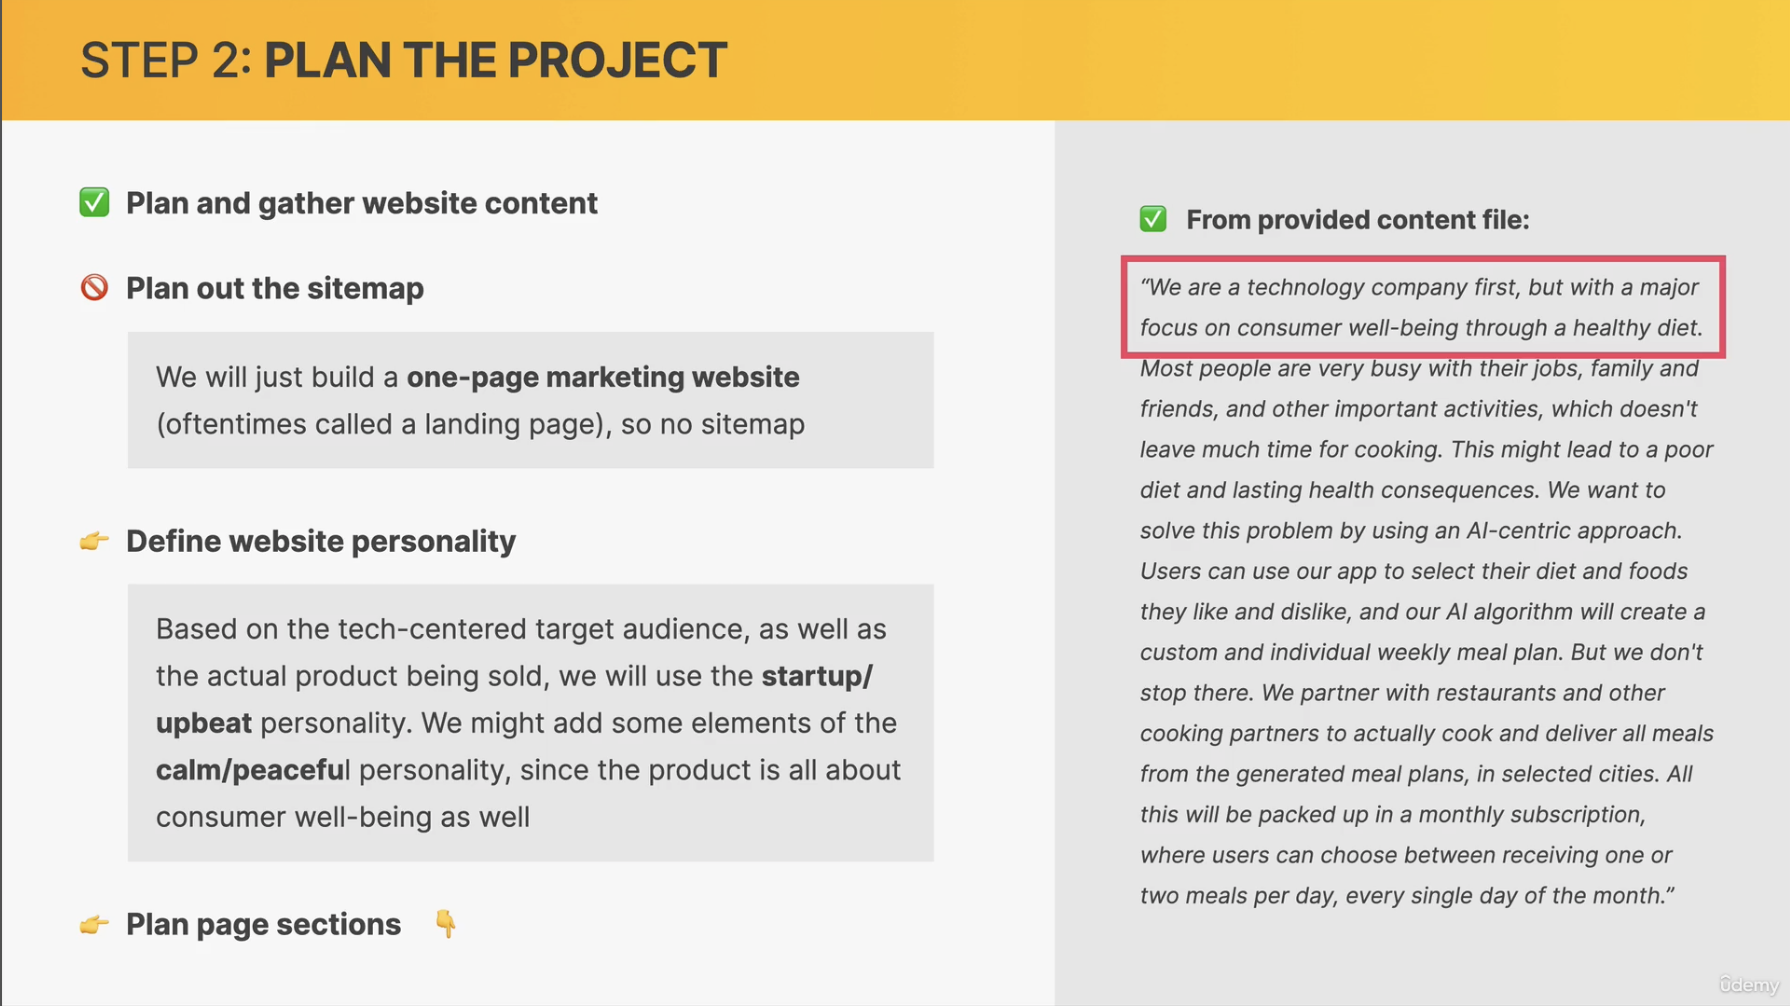 STEP 2: PLAN THE PROJECT
Plan and gather website content
Plan out the sitemap
We will just build a one-page marketing website
(oftentimes called a landing page), so no sitemap
Define website personality
Based on the tech-centered target audience, as well as
the actual product being sold, we will use the startup/
upbeat personality. We might add some elements of the
calm/peaceful personality, since the product is all about
consumer well-being as well
Plan page sections
From provided content file:
“We are a technology company first, but with a major
focus on consumer well-being through a healthy diet.
Most people are very busy with their jobs, family and
friends, and other important activities, which doesn't
leave much time for cooking. This might lead to a poor
diet and lasting health consequences. We want to
solve this problem by using an AI-centric approach.
Users can use our app to select their diet and foods
they like and dislike, and our AI algorithm will create a
custom and individual weekly meal plan. But we don't
stop there. We partner with restaurants and other
cooking partners to actually cook and deliver all meals
from the generated meal plans, in selected cities. All
this will be packed up in a monthly subscription,
where users can choose between receiving one or
two meals per day, every single day of the month.”
ûdemy